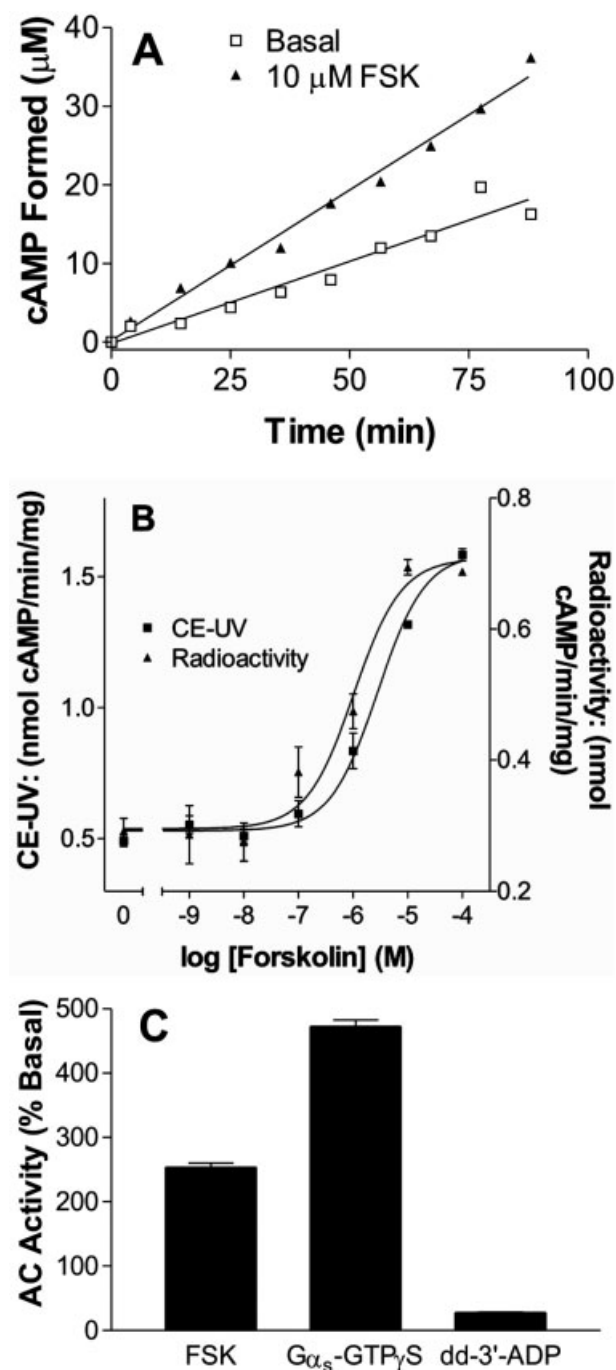 A
Basal
10 μM FSK
cAMP Formed (μM)
40
30
20
10
0
0 25 50 75 100
Time (min)
B
CE-UV
Radioactivity
CE-UV: (nmol cAMP/min/mg)
1.5
1.0
0.5
Radioactivity: (nmol
cAMP/min/mg)
0.8
0.6
0.4
0.2
0 -9 -8 -7 -6 -5 -4
log [Forskolin] (M)
C
AC Activity (% Basal)
500
400
300
200
100
0
FSK Gαs-GTPγS dd-3'-ADP